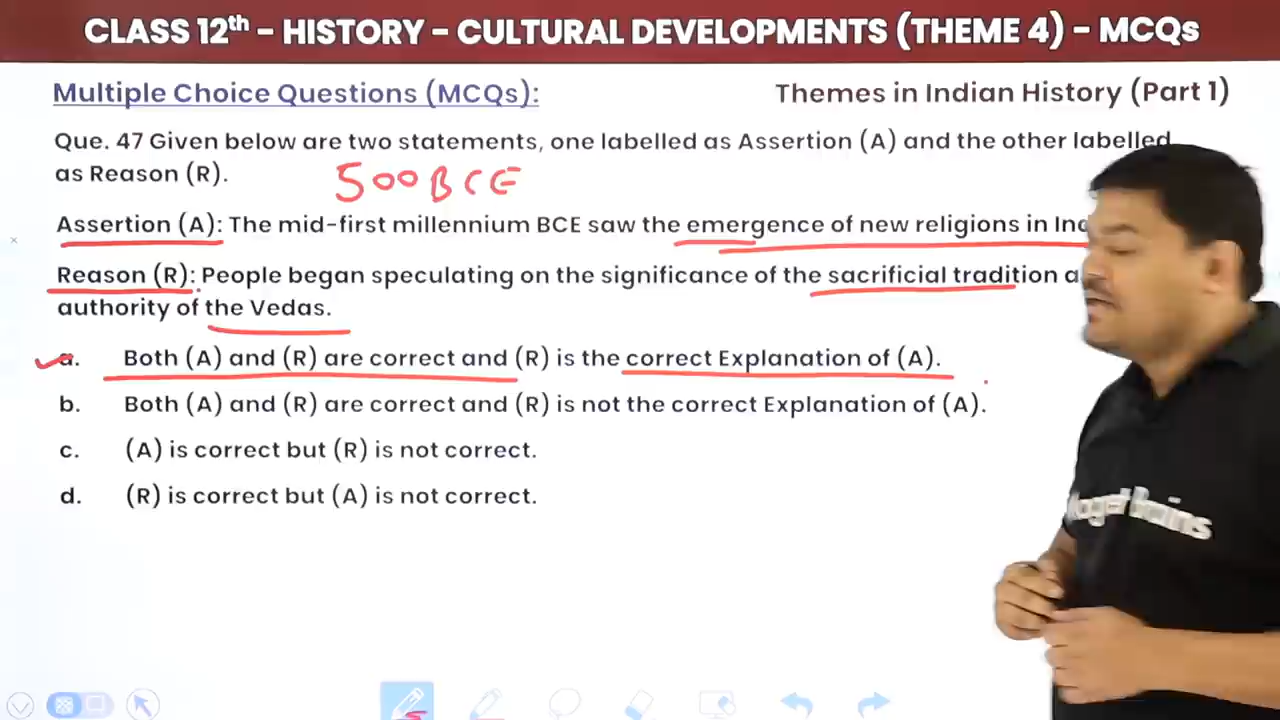 CLASS 12th - HISTORY - CULTURAL DEVELOPMENTS (THEME 4) - MCQs
Multiple Choice Questions (MCQs): Themes in Indian History (Part 1)
Que. 47 Given below are two statements, one labelled as Assertion (A) and the other labelled
as Reason (R). 500 BCE
Assertion (A): The mid-first millennium BCE saw the emergence of new religions in
Reason (R): People began speculating on the significance of the sacrificial tradition
authority of the Vedas.
a. Both (A) and (R) are correct and (R) is the correct Explanation of (A).
b. Both (A) and (R) are correct and (R) is not the correct Explanation of (A).
c. (A) is correct but (R) is not correct.
d. (R) is correct but (A) is not correct.